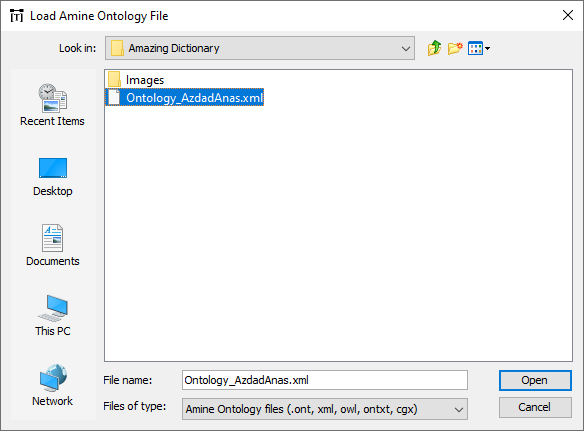 Load Amine Ontology File
Look in:
Amazing Dictionary
Images
Ontology_AzdadAnas.xml
Recent Items
Desktop
Documents
This PC
Network
File name:
Ontology_AzdadAnas.xml
Open
Files of type:
Amine Ontology files (.ont, xml, owl, ontxt, cgx)
Cancel